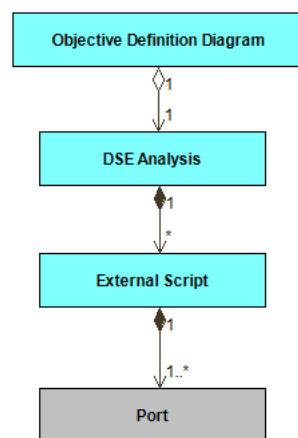 Objective Definition Diagram
1
1
DSE Analysis
1
*
External Script
1
1..*
Port